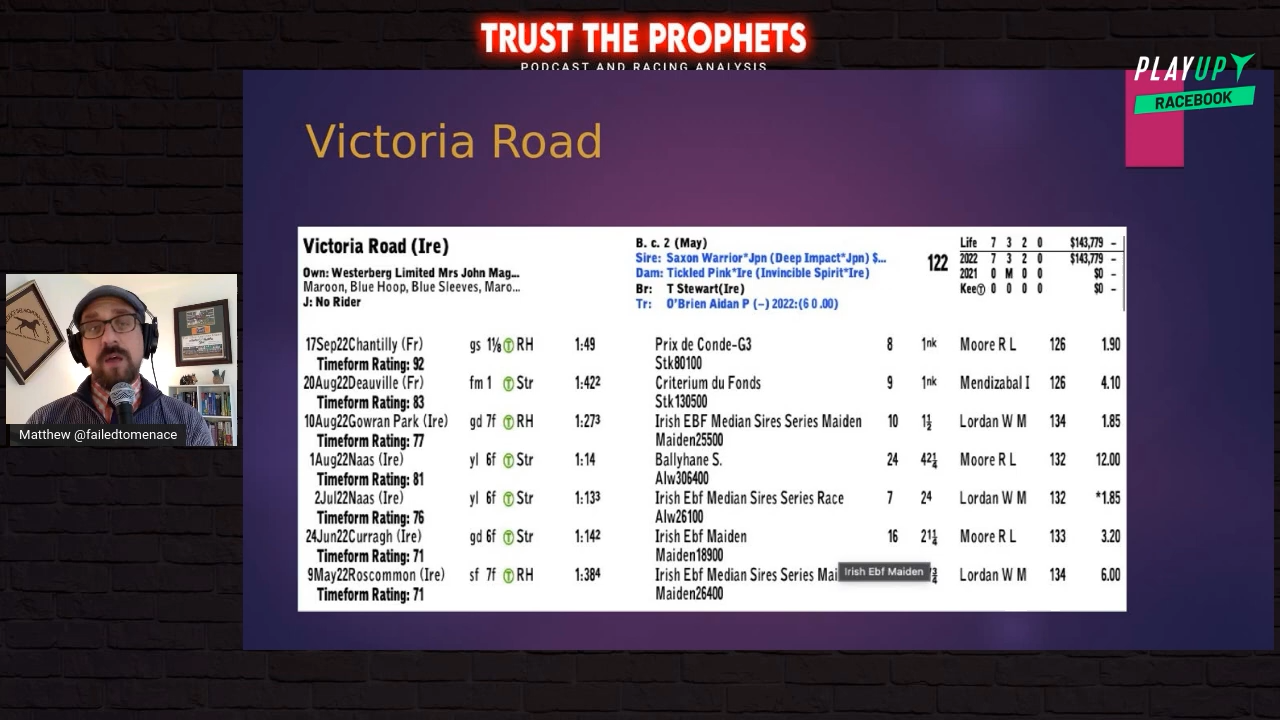 TRUST THE PROPHETS
PODCAST AND RACING ANALYSIS
PLAYUP
RACEBOOK
Victoria Road
Victoria Road (Ire)
Own: Westerberg Limited Mrs John Mag...
Maroon, Blue Hoop, Blue Sleeves, Maro...
J: No Rider
B. c. 2 (May)
Sire: Saxon Warrior*Jpn (Deep Impact*Jpn) $...
Dam: Tickled Pink*Ire (Invincible Spirit*Ire)
Br: T Stewart(Ire)
Tr: O'Brien Aidan P (–) 2022:(6 0 .00)
122
Life 7 3 2 0 $143,779 –
2022 7 3 2 0 $143,779 –
2021 0 M 0 0 $0 –
Kee Ⓣ 0 0 0 0 $0 –
17Sep22Chantilly (Fr) gs 1⅛ Ⓣ RH 1:49 Prix de Conde-G3 8 1nk Moore R L 126 1.90
Timeform Rating: 92 Stk80100
20Aug22Deauville (Fr) fm 1 Ⓣ Str 1:42² Criterium du Fonds 9 1nk Mendizabal I 126 4.10
Timeform Rating: 83 Stk130500
10Aug22Gowran Park (Ire) gd 7f Ⓣ RH 1:27³ Irish EBF Median Sires Series Maiden 10 1½ Lordan W M 134 1.85
Timeform Rating: 77 Maiden25500
1Aug22Naas (Ire) yl 6f Ⓣ Str 1:14 Ballyhane S. 24 42¼ Moore R L 132 12.00
Timeform Rating: 81 Alw306400
2Jul22Naas (Ire) yl 6f Ⓣ Str 1:13³ Irish Ebf Median Sires Series Race 7 24 Lordan W M 132 *1.85
Timeform Rating: 76 Alw26100
24Jun22Curragh (Ire) gd 6f Ⓣ Str 1:14² Irish Ebf Maiden 16 21¼ Moore R L 133 3.20
Timeform Rating: 71 Maiden18900
9May22Roscommon (Ire) sf 7f Ⓣ RH 1:38⁴ Irish Ebf Median Sires Series Mai Irish Ebf Maiden ¾ Lordan W M 134 6.00
Timeform Rating: 71 Maiden26400
Matthew @failedtomenace